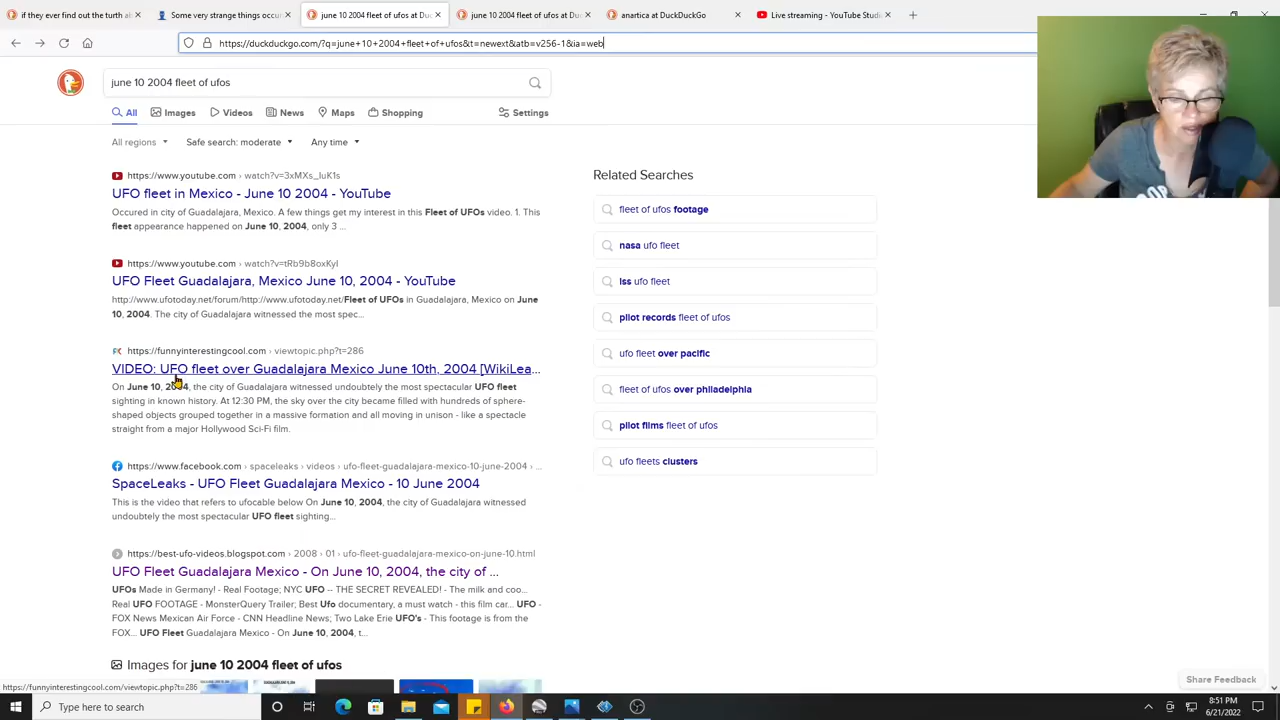 if they ever find out the turth al
Some very strange things occurr
june 10 2004 fleet of ufos at Duc
june 10 2004 fleet of ufos at Duc
anartica at DuckDuckGo
Live streaming - YouTube Studio
https://duckduckgo.com/?q=june+10+2004+fleet+of+ufos&t=newext&atb=v256-1&ia=web
june 10 2004 fleet of ufos
All
Images
Videos
News
Maps
Shopping
Settings
All regions
Safe search: moderate
Any time
https://www.youtube.com › watch?v=3xMXs_IuK1s
UFO fleet in Mexico - June 10 2004 - YouTube
Occured in city of Guadalajara, Mexico. A few things get my interest in this Fleet of UFOs video. 1. This
fleet appearance happened on June 10, 2004, only 3 ...
https://www.youtube.com › watch?v=tRb9b8oxKyI
UFO Fleet Guadalajara, Mexico June 10, 2004 - YouTube
http://www.ufotoday.net/forum/http://www.ufotoday.net/Fleet of UFOs in Guadalajara, Mexico on June
10, 2004. The city of Guadalajara witnessed the most spec...
https://funnyinterestingcool.com › viewtopic.php?t=286
VIDEO: UFO fleet over Guadalajara Mexico June 10th, 2004 [WikiLea...
On June 10, 2004, the city of Guadalajara witnessed undoubtely the most spectacular UFO fleet
sighting in known history. At 12:30 PM, the sky over the city became filled with hundreds of sphere-
shaped objects grouped together in a massive formation and all moving in unison - like a spectacle
straight from a major Hollywood Sci-Fi film.
https://www.facebook.com › spaceleaks › videos › ufo-fleet-guadalajara-mexico-10-june-2004 › ...
SpaceLeaks - UFO Fleet Guadalajara Mexico - 10 June 2004
This is the video that refers to ufocable below On June 10, 2004, the city of Guadalajara witnessed
undoubtely the most spectacular UFO fleet sighting...
https://best-ufo-videos.blogspot.com › 2008 › 01 › ufo-fleet-guadalajara-mexico-on-june-10.html
UFO Fleet Guadalajara Mexico - On June 10, 2004, the city of ...
UFOs Made in Germany! - Real Footage; NYC UFO -- THE SECRET REVEALED! - The milk and coo...
Real UFO FOOTAGE - MonsterQuery Trailer; Best Ufo documentary, a must watch - this film car... UFO -
FOX News Mexican Air Force - CNN Headline News; Two Lake Erie UFO's - This footage is from the
FOX... UFO Fleet Guadalajara Mexico - On June 10, 2004, t...
Images for june 10 2004 fleet of ufos
Related Searches
fleet of ufos footage
nasa ufo fleet
iss ufo fleet
pilot records fleet of ufos
ufo fleet over pacific
fleet of ufos over philadelphia
pilot films fleet of ufos
ufo fleets clusters
Share Feedback
https://funnyinterestingcool.com/viewtopic.php?t=286
Type here to search
8:51 PM
6/21/2022